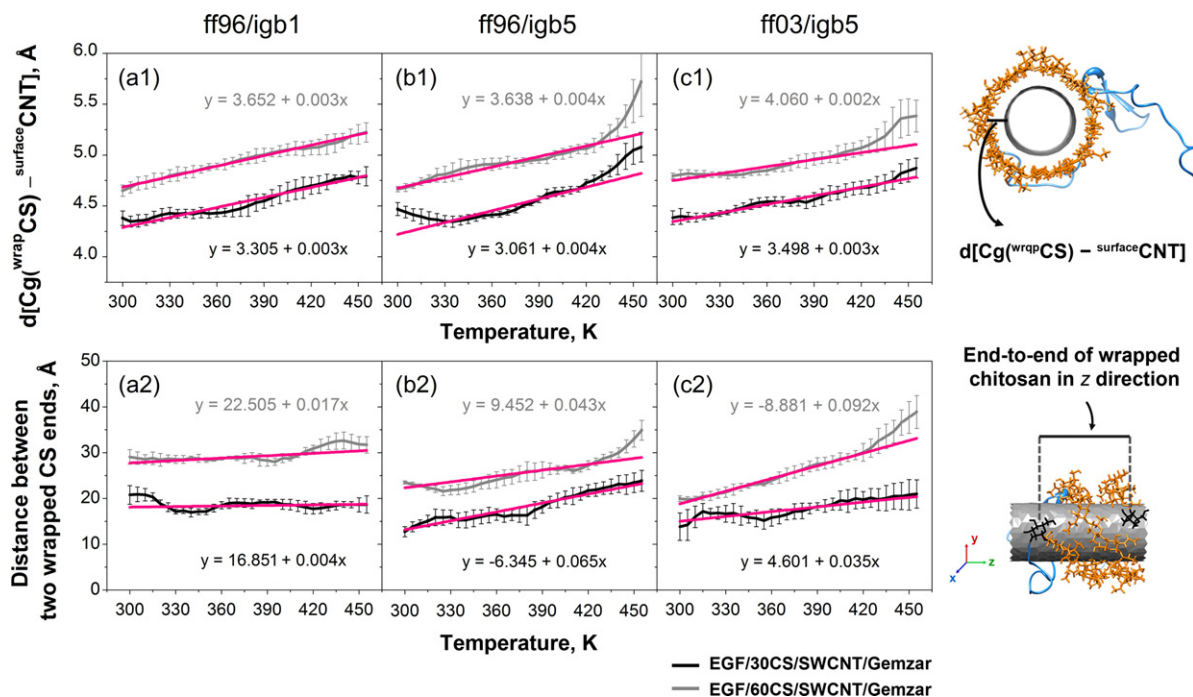 ff96/igb1
ff96/igb5
ff03/igb5
d[Cg(ʷʳᵃᵖCS) – ˢᵘʳᶠᵃᶜᵉCNT], Å
6.0
5.5
5.0
4.5
4.0
(a1)
y = 3.652 + 0.003x
y = 3.305 + 0.003x
(b1)
y = 3.638 + 0.004x
y = 3.061 + 0.004x
(c1)
y = 4.060 + 0.002x
y = 3.498 + 0.003x
300 330 360 390 420 450
300 330 360 390 420 450
300 330 360 390 420 450
Temperature, K
d[Cg(ʷʳᑫᵖCS) – ˢᵘʳᶠᵃᶜᵉCNT]
Distance between
two wrapped CS ends, Å
50
40
30
20
10
0
(a2)
y = 22.505 + 0.017x
y = 16.851 + 0.004x
(b2)
y = 9.452 + 0.043x
y = -6.345 + 0.065x
(c2)
y = -8.881 + 0.092x
y = 4.601 + 0.035x
300 330 360 390 420 450
300 330 360 390 420 450
300 330 360 390 420 450
Temperature, K
End-to-end of wrapped
chitosan in z direction
y
z
x
EGF/30CS/SWCNT/Gemzar
EGF/60CS/SWCNT/Gemzar